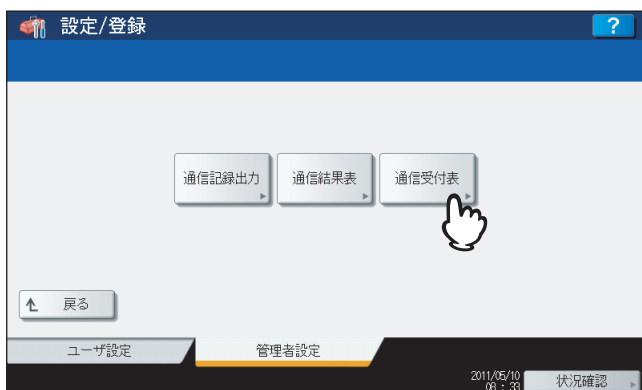 設定/登録
?
通信記録出力
通信結果表
通信受付表
戻る
ユーザ設定
管理者設定
2011/05/10
08 : 33
状況確認